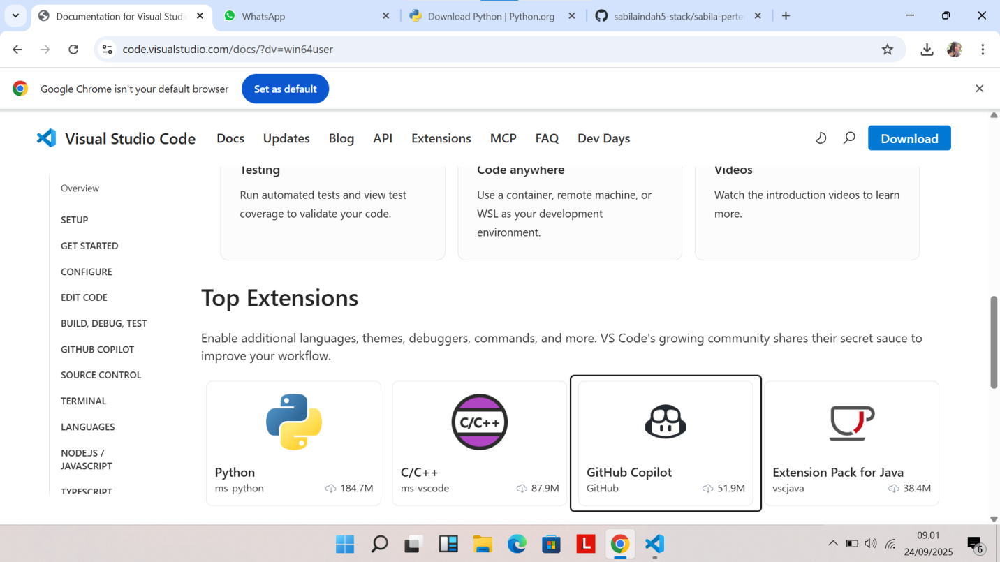 Documentation for Visual Studi
WhatsApp
Download Python | Python.org
sabilaindah5-stack/sabila-perte
code.visualstudio.com/docs/?dv=win64user
Google Chrome isn't your default browser
Set as default
Visual Studio Code
Docs
Updates
Blog
API
Extensions
MCP
FAQ
Dev Days
Download
Overview
SETUP
GET STARTED
CONFIGURE
EDIT CODE
BUILD, DEBUG, TEST
GITHUB COPILOT
SOURCE CONTROL
TERMINAL
LANGUAGES
NODE.JS /
JAVASCRIPT
TYPESCRIPT
Testing
Run automated tests and view test
coverage to validate your code.
Code anywhere
Use a container, remote machine, or
WSL as your development
environment.
Videos
Watch the introduction videos to learn
more.
Top Extensions
Enable additional languages, themes, debuggers, commands, and more. VS Code's growing community shares their secret sauce to
improve your workflow.
Python
ms-python
184.7M
C/C++
C/C++
ms-vscode
87.9M
GitHub Copilot
GitHub
51.9M
Extension Pack for Java
vscjava
38.4M
L
09.01
24/09/2025
6